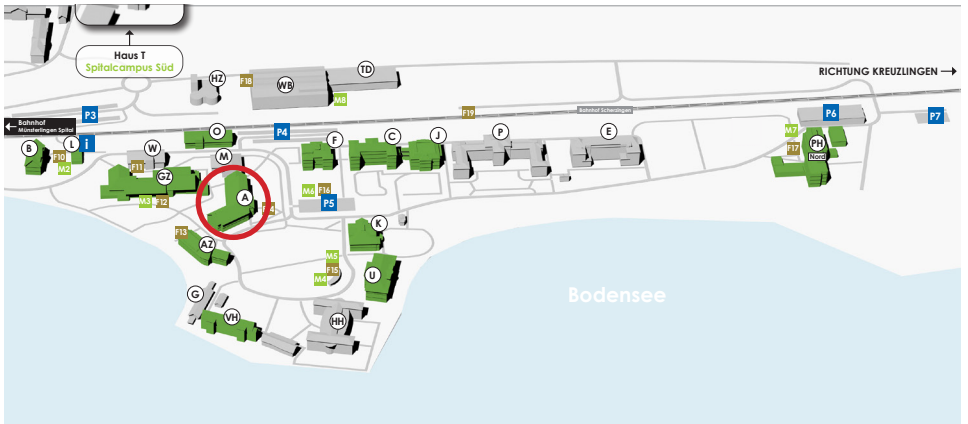 Haus T
Spitalcampus Süd
HZ
F18
WB
TD
M8
RICHTUNG KREUZLINGEN →
P3
F19
Bahnhof Scherzingen
P6
P7
Bahnhof
Münsterlingen Spital
O
P4
M7
B
L
i
F10
M2
W
M
F
C
J
P
E
F17
PH
Nord
F11
GZ
A
M6
F16
M3
F12
P5
F13
AZ
K
M5
F15
M4
U
G
VH
HH
Bodensee